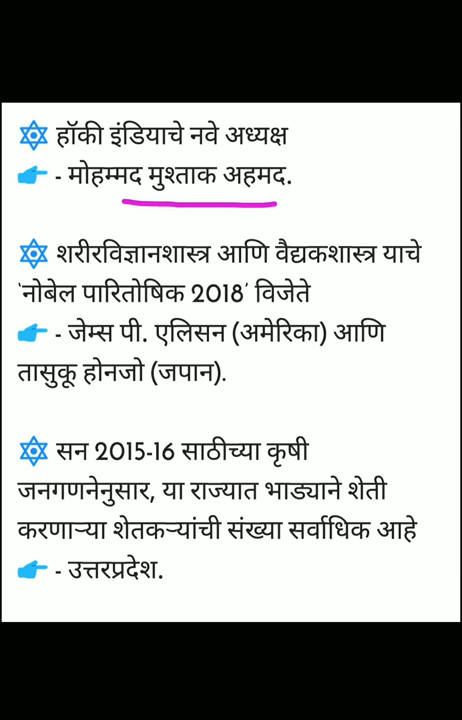 🔯 हॉकी इंडियाचे नवे अध्यक्ष
👉 - मोहम्मद मुश्ताक अहमद.
🔯 शरीरविज्ञानशास्त्र आणि वैद्यकशास्त्र याचे
'नोबेल पारितोषिक 2018' विजेते
👉 - जेम्स पी. एलिसन (अमेरिका) आणि
तासुकू होनजो (जपान).
🔯 सन 2015-16 साठीच्या कृषी
जनगणनेनुसार, या राज्यात भाड्याने शेती
करणाऱ्या शेतकऱ्यांची संख्या सर्वाधिक आहे
👉 - उत्तरप्रदेश.